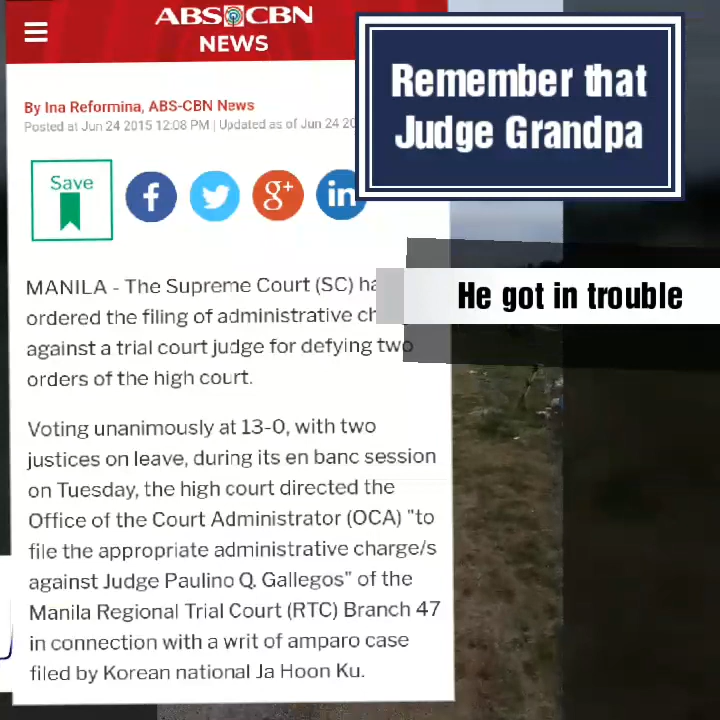 ABS CBN
NEWS
Remember that
Judge Grandpa
By Ina Reformina, ABS-CBN News
Posted at Jun 24 2015 12:08 PM | Updated as of Jun 24 20
Save
f
g+
in
He got in trouble
MANILA - The Supreme Court (SC) ha
ordered the filing of administrative ch
against a trial court judge for defying two
orders of the high court.
Voting unanimously at 13-0, with two
justices on leave, during its en banc session
on Tuesday, the high court directed the
Office of the Court Administrator (OCA) "to
file the appropriate administrative charge/s
against Judge Paulino Q. Gallegos" of the
Manila Regional Trial Court (RTC) Branch 47
in connection with a writ of amparo case
filed by Korean national Ja Hoon Ku.